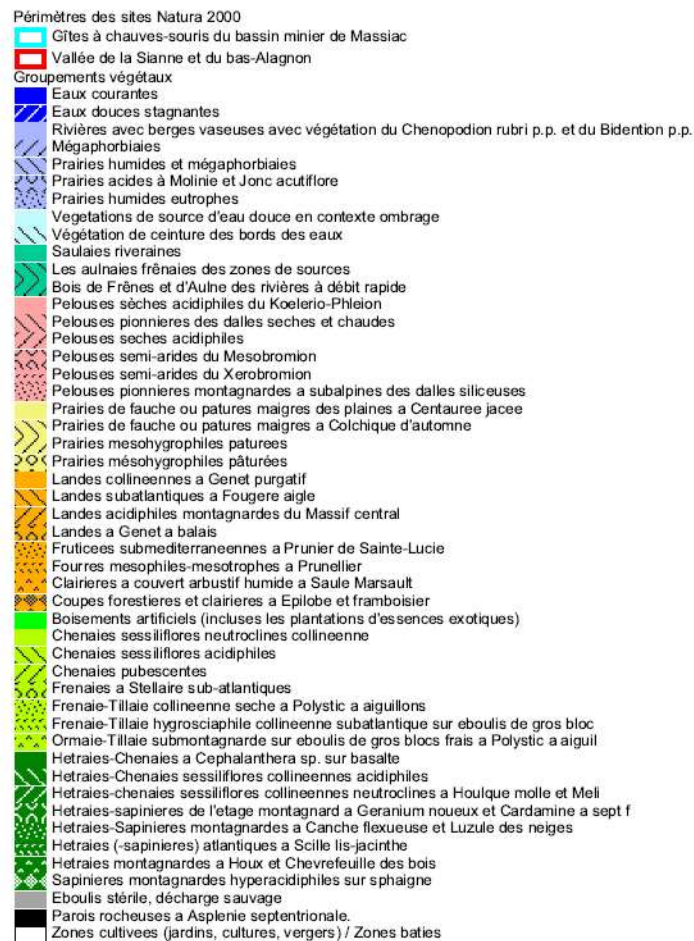 Périmètres des sites Natura 2000
Gîtes à chauves-souris du bassin minier de Massiac
Vallée de la Sianne et du bas-Alagnon
Groupements végétaux
Eaux courantes
Eaux douces stagnantes
Rivières avec berges vaseuses avec végétation du Chenopodion rubri p.p. et du Bidention p.p.
Mégaphorbiaies
Prairies humides et mégaphorbiaies
Prairies acides à Molinie et Jonc acutiflore
Prairies humides eutrophes
Vegetations de source d'eau douce en contexte ombrage
Végétation de ceinture des bords des eaux
Saulaies riveraines
Les aulnaies frênaies des zones de sources
Bois de Frênes et d'Aulne des rivières à débit rapide
Pelouses sèches acidiphiles du Koelerio-Phleion
Pelouses pionnieres des dalles seches et chaudes
Pelouses seches acidiphiles
Pelouses semi-arides du Mesobromion
Pelouses semi-arides du Xerobromion
Pelouses pionnieres montagnardes a subalpines des dalles siliceuses
Prairies de fauche ou patures maigres des plaines a Centauree jacee
Prairies de fauche ou patures maigres a Colchique d'automne
Prairies mesohygrophiles paturees
Prairies mésohygrophiles pâturées
Landes collineennes a Genet purgatif
Landes subatlantiques a Fougere aigle
Landes acidiphiles montagnardes du Massif central
Landes a Genet a balais
Fruticees submediterraneennes a Prunier de Sainte-Lucie
Fourres mesophiles-mesotrophes a Prunellier
Clairieres a couvert arbustif humide a Saule Marsault
Coupes forestieres et clairieres a Epilobe et framboisier
Boisements artificiels (incluses les plantations d'essences exotiques)
Chenaies sessiliflores neutroclines collineenne
Chenaies sessiliflores acidiphiles
Chenaies pubescentes
Frenaies a Stellaire sub-atlantiques
Frenaie-Tillaie collineenne seche a Polystic a aiguillons
Frenaie-Tillaie hygrosciaphile collineenne subatlantique sur eboulis de gros bloc
Ormaie-Tillaie submontagnarde sur eboulis de gros blocs frais a Polystic a aiguil
Hetraies-Chenaies a Cephalanthera sp. sur basalte
Hetraies-Chenaies sessiliflores collineennes acidiphiles
Hetraies-chenaies sessiliflores collineennes neutroclines a Houlque molle et Meli
Hetraies-sapinieres de l'etage montagnard a Geranium noueux et Cardamine a sept f
Hetraies-Sapinieres montagnardes a Canche flexueuse et Luzule des neiges
Hetraies (-sapinieres) atlantiques a Scille lis-jacinthe
Hetraies montagnardes a Houx et Chevrefeuille des bois
Sapinieres montagnardes hyperacidiphiles sur sphaigne
Eboulis stérile, décharge sauvage
Parois rocheuses a Asplenie septentrionale.
Zones cultivees (jardins, cultures, vergers) / Zones baties